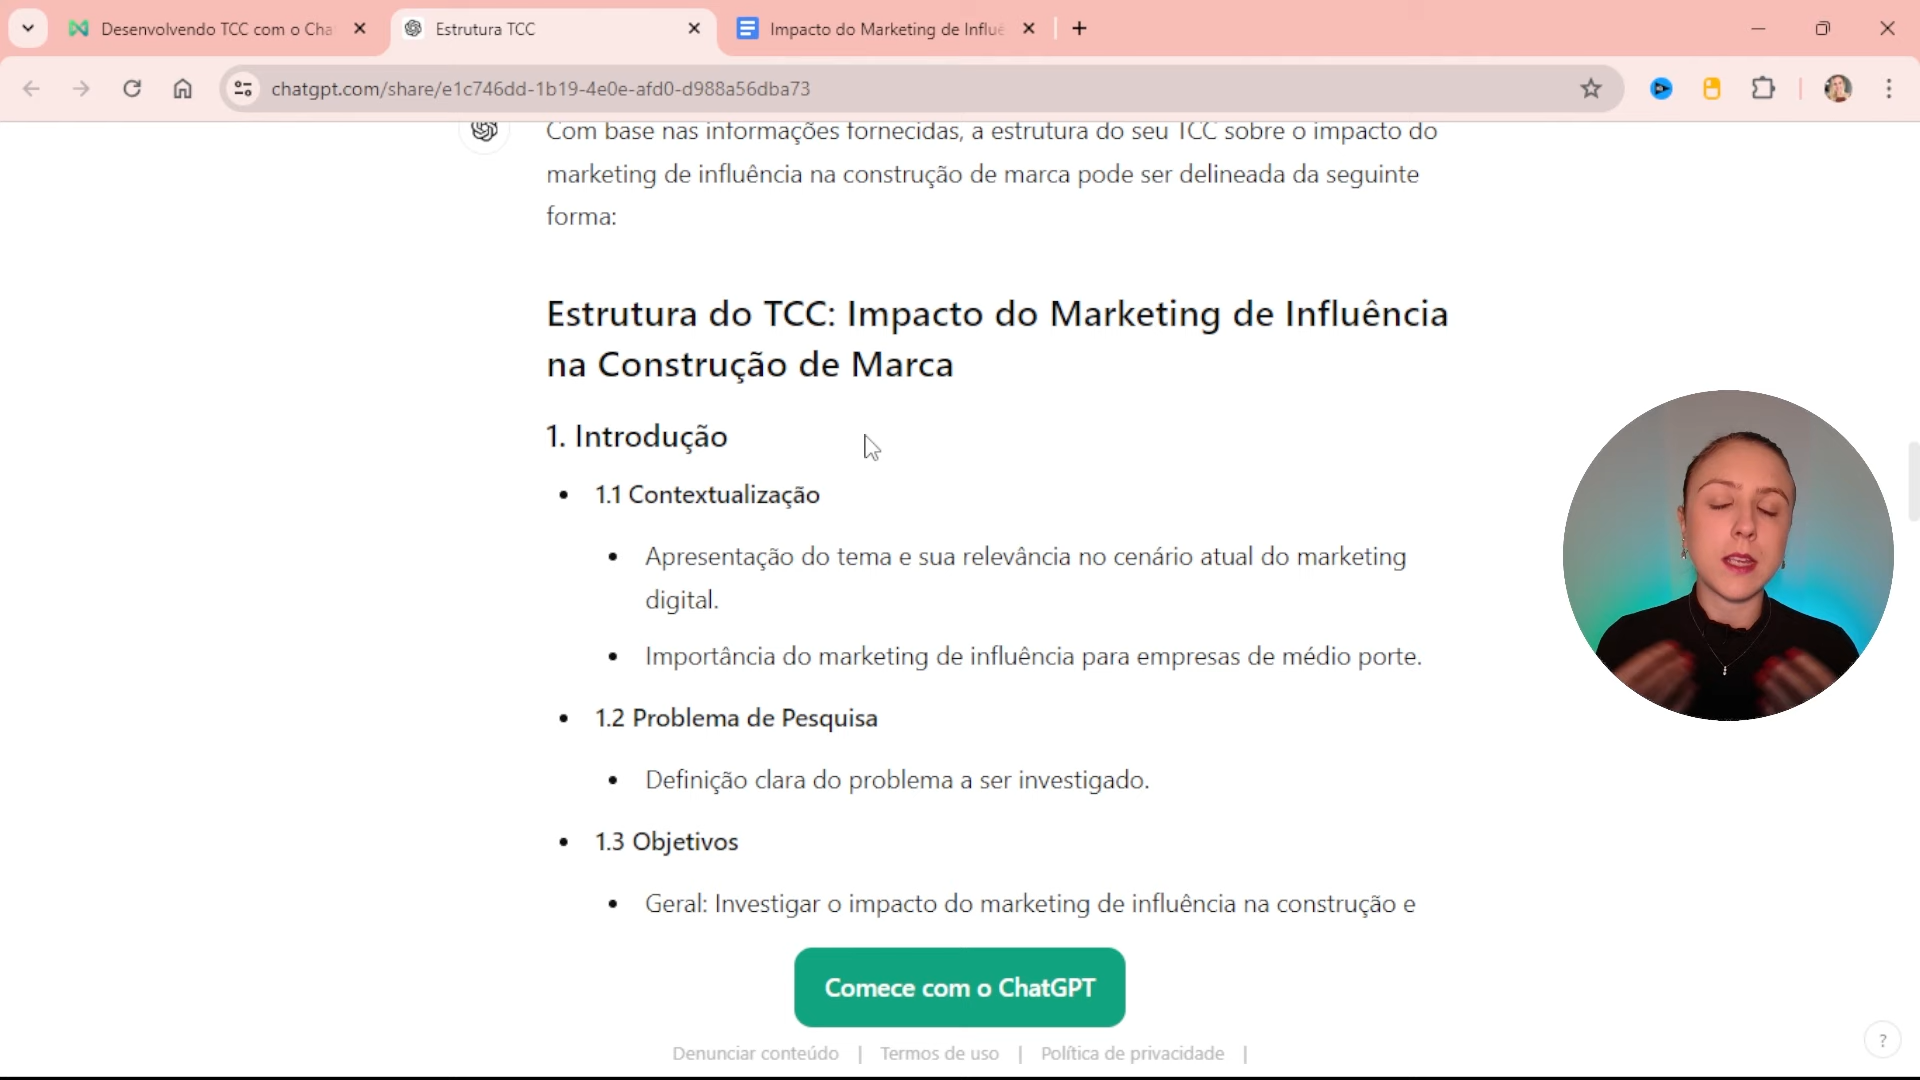 Desenvolvendo TCC com o Cha
Estrutura TCC
Impacto do Marketing de Influê
chatgpt.com/share/e1c746dd-1b19-4e0e-afd0-d988a56dba73
Com base nas informações fornecidas, a estrutura do seu TCC sobre o impacto do
marketing de influência na construção de marca pode ser delineada da seguinte
forma:
Estrutura do TCC: Impacto do Marketing de Influência
na Construção de Marca
1. Introdução
• 1.1 Contextualização
• Apresentação do tema e sua relevância no cenário atual do marketing
digital.
• Importância do marketing de influência para empresas de médio porte.
• 1.2 Problema de Pesquisa
• Definição clara do problema a ser investigado.
• 1.3 Objetivos
• Geral: Investigar o impacto do marketing de influência na construção e
Comece com o ChatGPT
Denunciar conteúdo | Termos de uso | Política de privacidade |
?